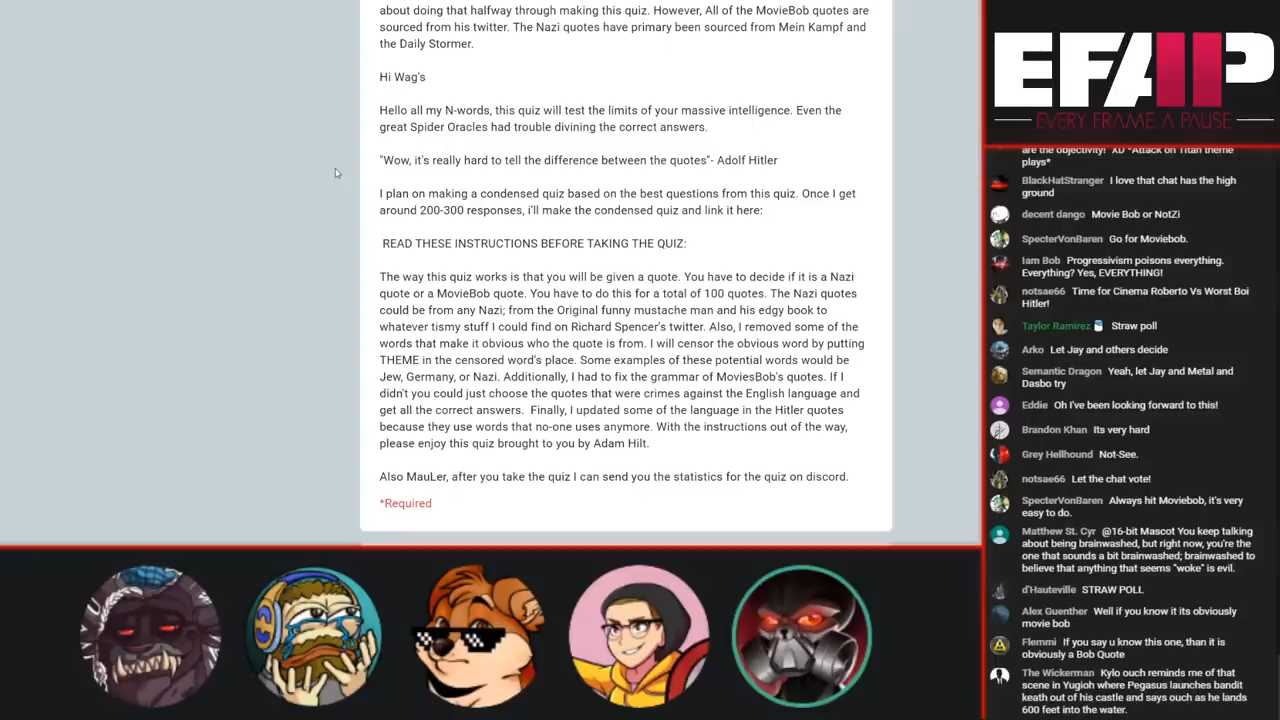 about doing that halfway through making this quiz. However, All of the MovieBob quotes are
sourced from his twitter. The Nazi quotes have primary been sourced from Mein Kampf and
the Daily Stormer.
Hi Wag's
Hello all my N-words, this quiz will test the limits of your massive intelligence. Even the
great Spider Oracles had trouble divining the correct answers.
"Wow, it's really hard to tell the difference between the quotes"- Adolf Hitler
I plan on making a condensed quiz based on the best questions from this quiz. Once I get
around 200-300 responses, i'll make the condensed quiz and link it here:
READ THESE INSTRUCTIONS BEFORE TAKING THE QUIZ:
The way this quiz works is that you will be given a quote. You have to decide if it is a Nazi
quote or a MovieBob quote. You have to do this for a total of 100 quotes. The Nazi quotes
could be from any Nazi; from the Original funny mustache man and his edgy book to
whatever tismy stuff I could find on Richard Spencer's twitter. Also, I removed some of the
words that make it obvious who the quote is from. I will censor the obvious word by putting
THEME in the censored word's place. Some examples of these potential words would be
Jew, Germany, or Nazi. Additionally, I had to fix the grammar of MoviesBob's quotes. If I
didn't you could just choose the quotes that were crimes against the English language and
get all the correct answers. Finally, I updated some of the language in the Hitler quotes
because they use words that no-one uses anymore. With the instructions out of the way,
please enjoy this quiz brought to you by Adam Hilt.
Also MauLer, after you take the quiz I can send you the statistics for the quiz on discord.
*Required
EFAP
EVERY FRAME A PAUSE
are the objectivity! XD *Attack on Titan theme
plays*
BlackHatStranger I love that chat has the high
ground
decent dango Movie Bob or NotZi
SpecterVonBaren Go for Moviebob.
Iam Bob Progressivism poisons everything.
Everything? Yes, EVERYTHING!
notsae66 Time for Cinema Roberto Vs Worst Boi
Hitler!
Taylor Ramirez Straw poll
Arko Let Jay and others decide
Semantic Dragon Yeah, let Jay and Metal and
Dasbo try
Eddie Oh I've been looking forward to this!
Brandon Khan Its very hard
Grey Hellhound Not-See.
notsae66 Let the chat vote!
SpecterVonBaren Always hit Moviebob, it's very
easy to do.
Matthew St. Cyr @16-bit Mascot You keep talking
about being brainwashed, but right now, you're the
one that sounds a bit brainwashed; brainwashed to
believe that anything that seems "woke" is evil.
d'Hauteville STRAW POLL
Alex Guenther Well if you know it its obviously
movie bob
Flemmi If you say u know this one, than it is
obviously a Bob Quote
The Wickerman Kylo ouch reminds me of that
scene in Yugioh where Pegasus launches bandit
keath out of his castle and says ouch as he lands
600 feet into the water.